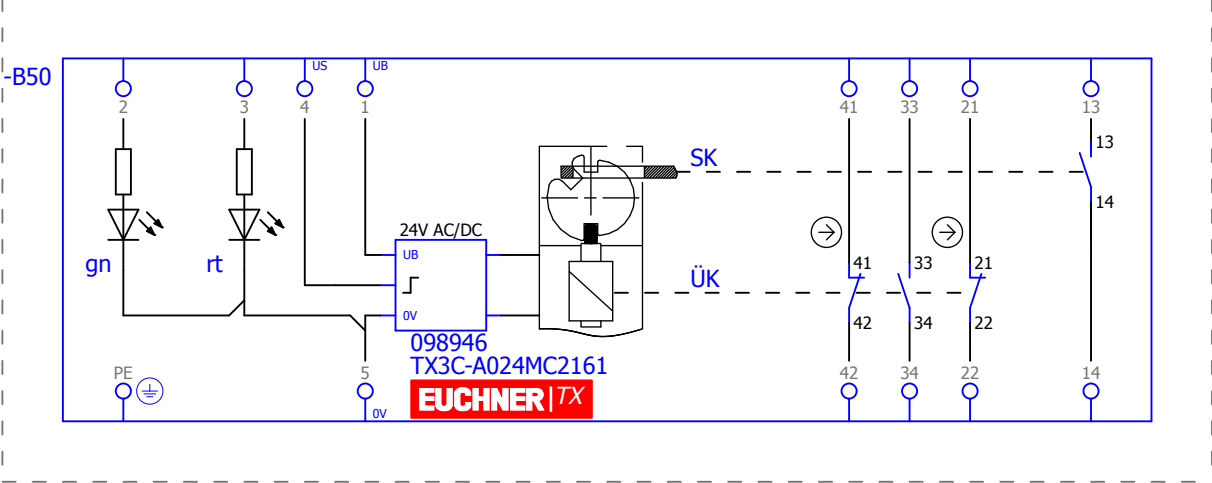 US UB
-B50
2 3 4 1 41 33 21 13
13
SK
14
24V AC/DC
gn rt
UB
41 33 21
ÜK
0V
42 34 22
098946
TX3C-A024MC2161
PE 5 42 34 22 14
EUCHNER|TX
0V